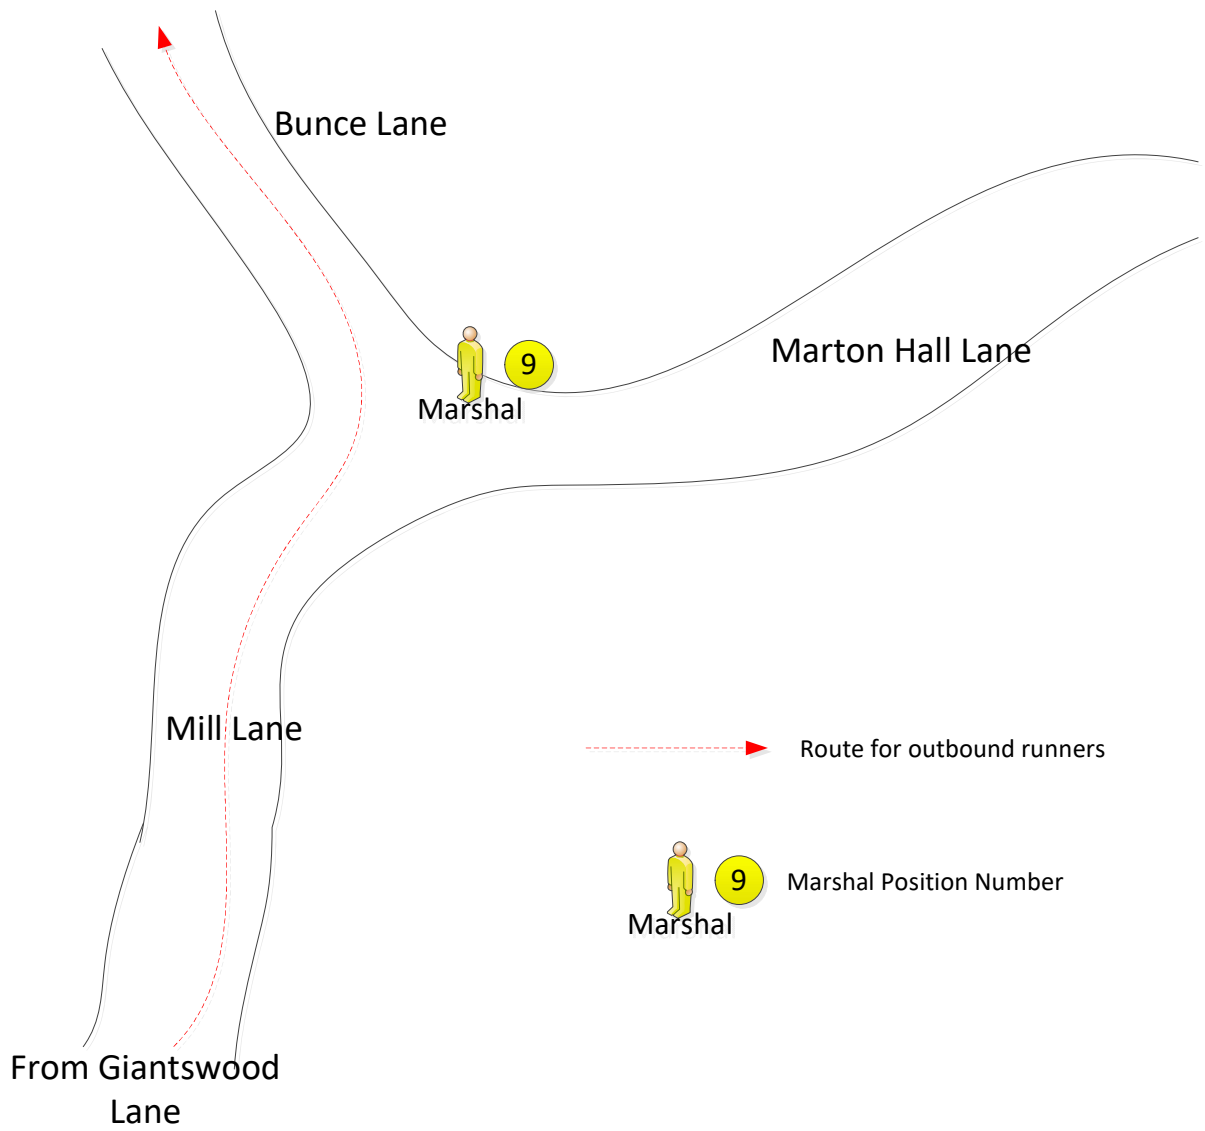 Bunce Lane
Marton Hall Lane
9
Marshal
Mill Lane
Route for outbound runners
9
Marshal Position Number
Marshal
From Giantswood
Lane